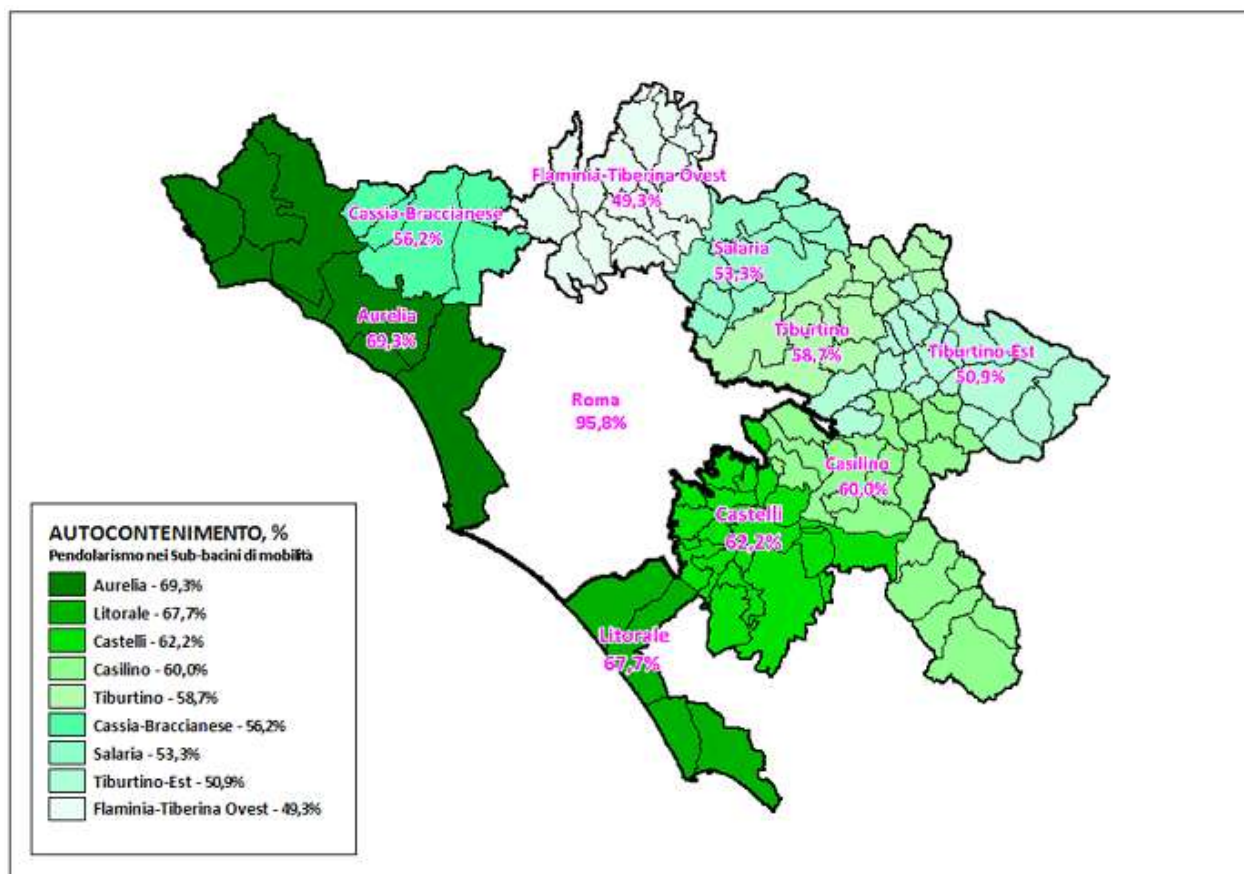 Flaminia-Tiberina Ovest
49,3%
Cassia-Braccianese
56,2%
Salaria
53,3%
Aurelia
69,3%
Tiburtino
58,7%
Tiburtino-Est
50,9%
Roma
95,8%
Casilino
60,0%
Castelli
62,2%
Litorale
67,7%
AUTOCONTENIMENTO, %
Pendolarismo nei Sub-bacini di mobilità
Aurelia - 69,3%
Litorale - 67,7%
Castelli - 62,2%
Casilino - 60,0%
Tiburtino - 58,7%
Cassia-Braccianese - 56,2%
Salaria - 53,3%
Tiburtino-Est - 50,9%
Flaminia-Tiberina Ovest - 49,3%